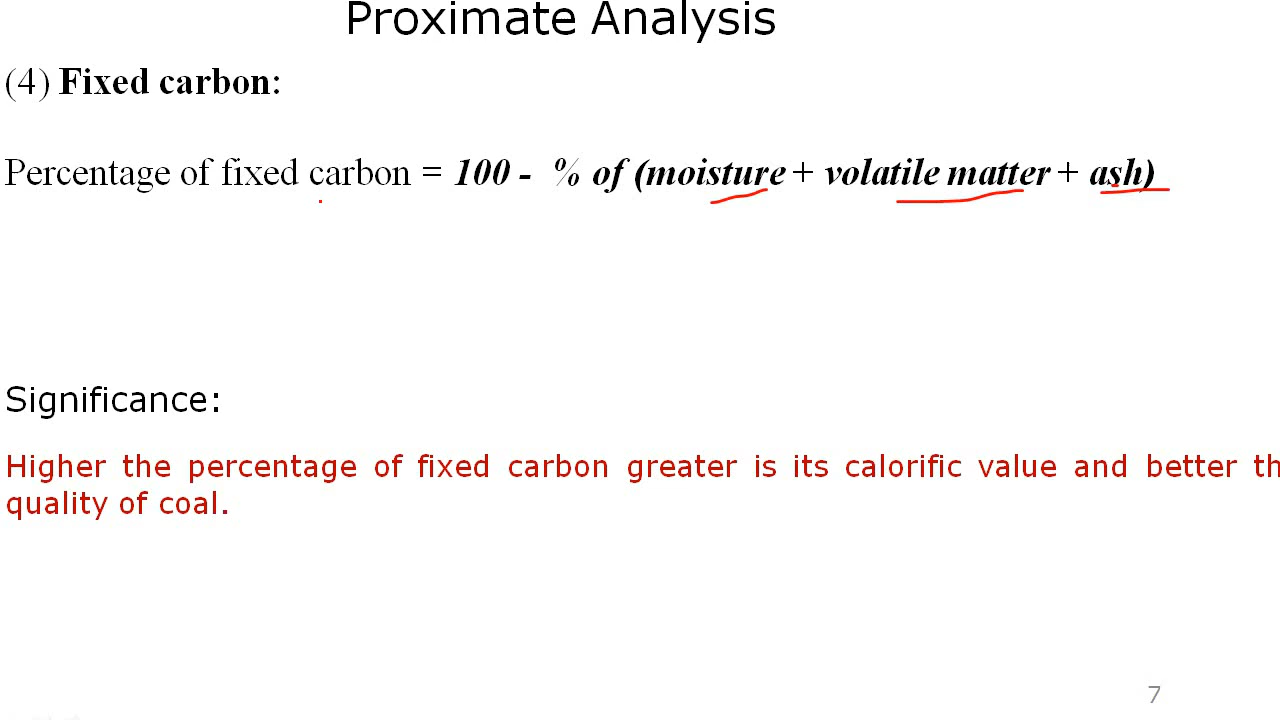 Proximate Analysis
(4) Fixed carbon:
Percentage of fixed carbon = 100 - % of (moisture + volatile matter + ash)
Significance:
Higher the percentage of fixed carbon greater is its calorific value and better th
quality of coal.
7